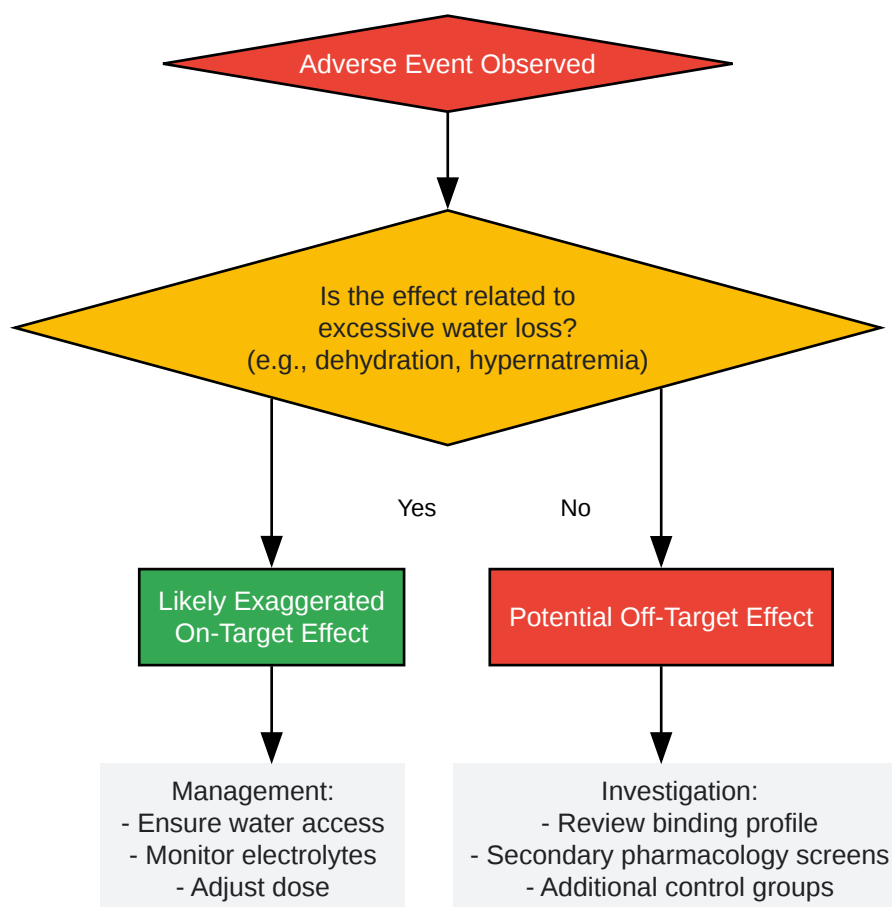 Adverse Event Observed
Is the effect related to
excessive water loss?
(e.g., dehydration, hypernatremia)
Yes
No
Likely Exaggerated
On-Target Effect
Potential Off-Target Effect
Management:
- Ensure water access
- Monitor electrolytes
- Adjust dose
Investigation:
- Review binding profile
- Secondary pharmacology screens
- Additional control groups